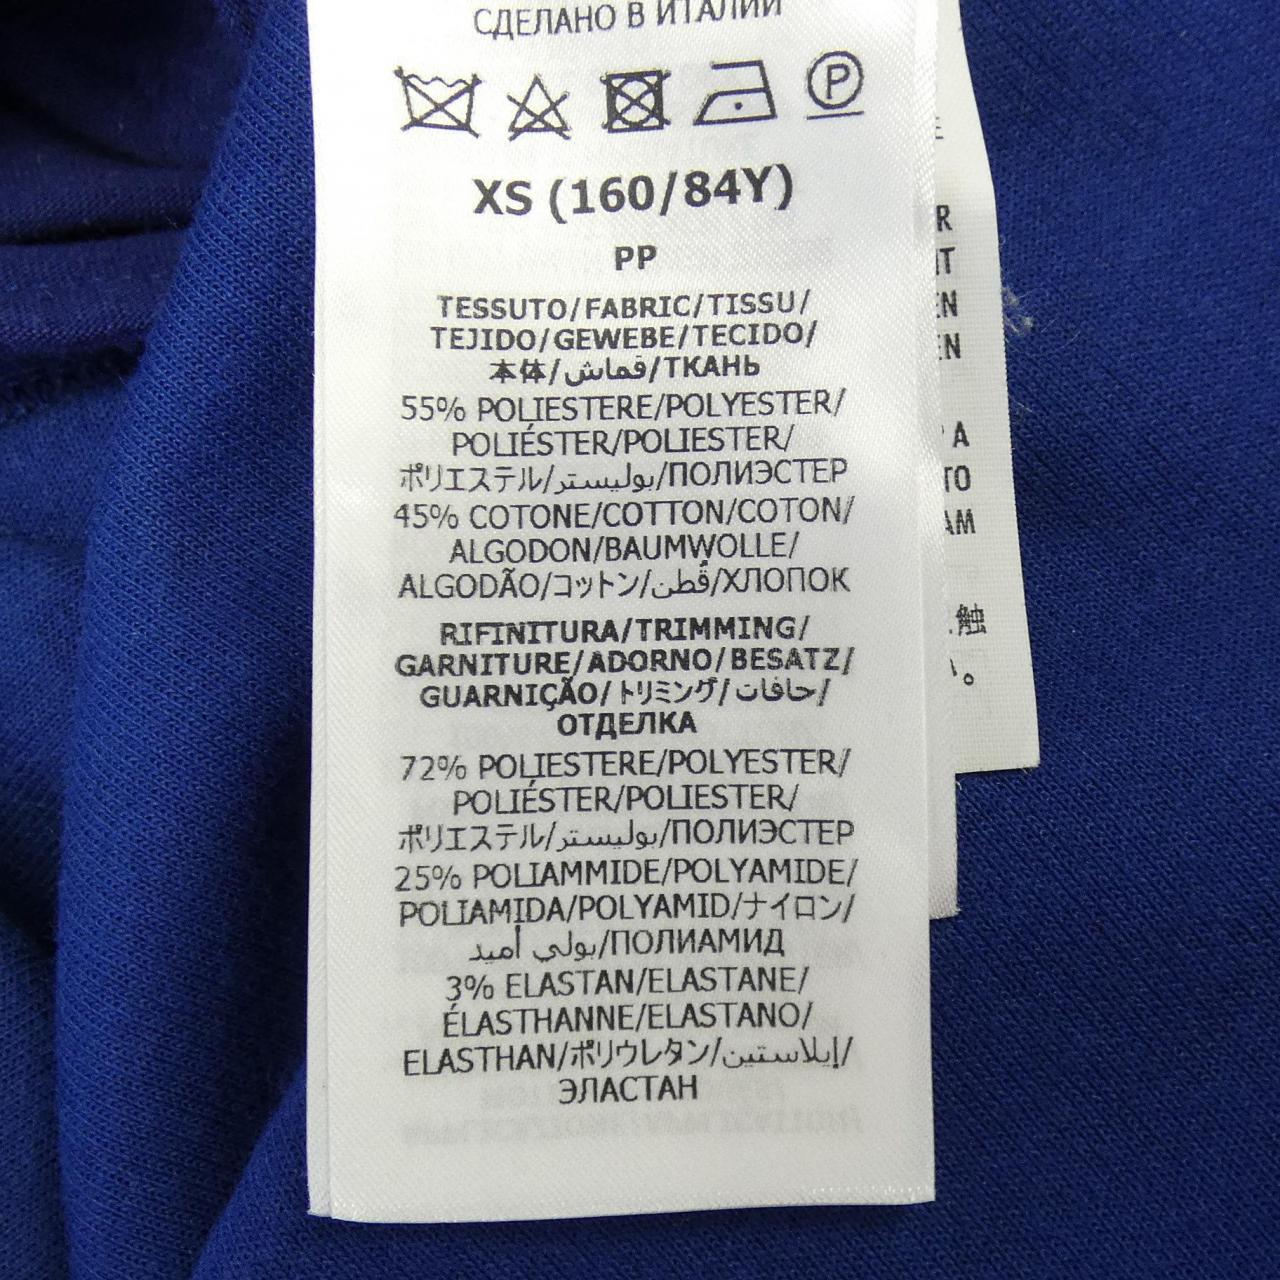 СДЕЛАНО В ИТАЛИИ
P
XS (160/84Y)
PP
TESSUTO/FABRIC/TISSU/
TEJIDO/GEWEBE/TECIDO/
本体/قماش/ТКАНЬ
55% POLIESTERE/POLYESTER/
POLIÉSTER/POLIESTER/
ポリエステル/بوليستر/ПОЛИЭСТЕР
45% COTONE/COTTON/COTON/
ALGODON/BAUMWOLLE/
ALGODÃO/コットン/قُطن/ХЛОПОК
RIFINITURA/TRIMMING/
GARNITURE/ADORNO/BESATZ/
GUARNIÇÃO/トリミング/حافات/
ОТДЕЛКА
72% POLIESTERE/POLYESTER/
POLIÉSTER/POLIESTER/
ポリエステル/بوليستر/ПОЛИЭСТЕР
25% POLIAMMIDE/POLYAMIDE/
POLIAMIDA/POLYAMID/ナイロン/
بولي أميد/ПОЛИАМИД
3% ELASTAN/ELASTANE/
ÉLASTHANNE/ELASTANO/
ELASTHAN/ポリウレタン/إيلاستين/
ЭЛАСТАН